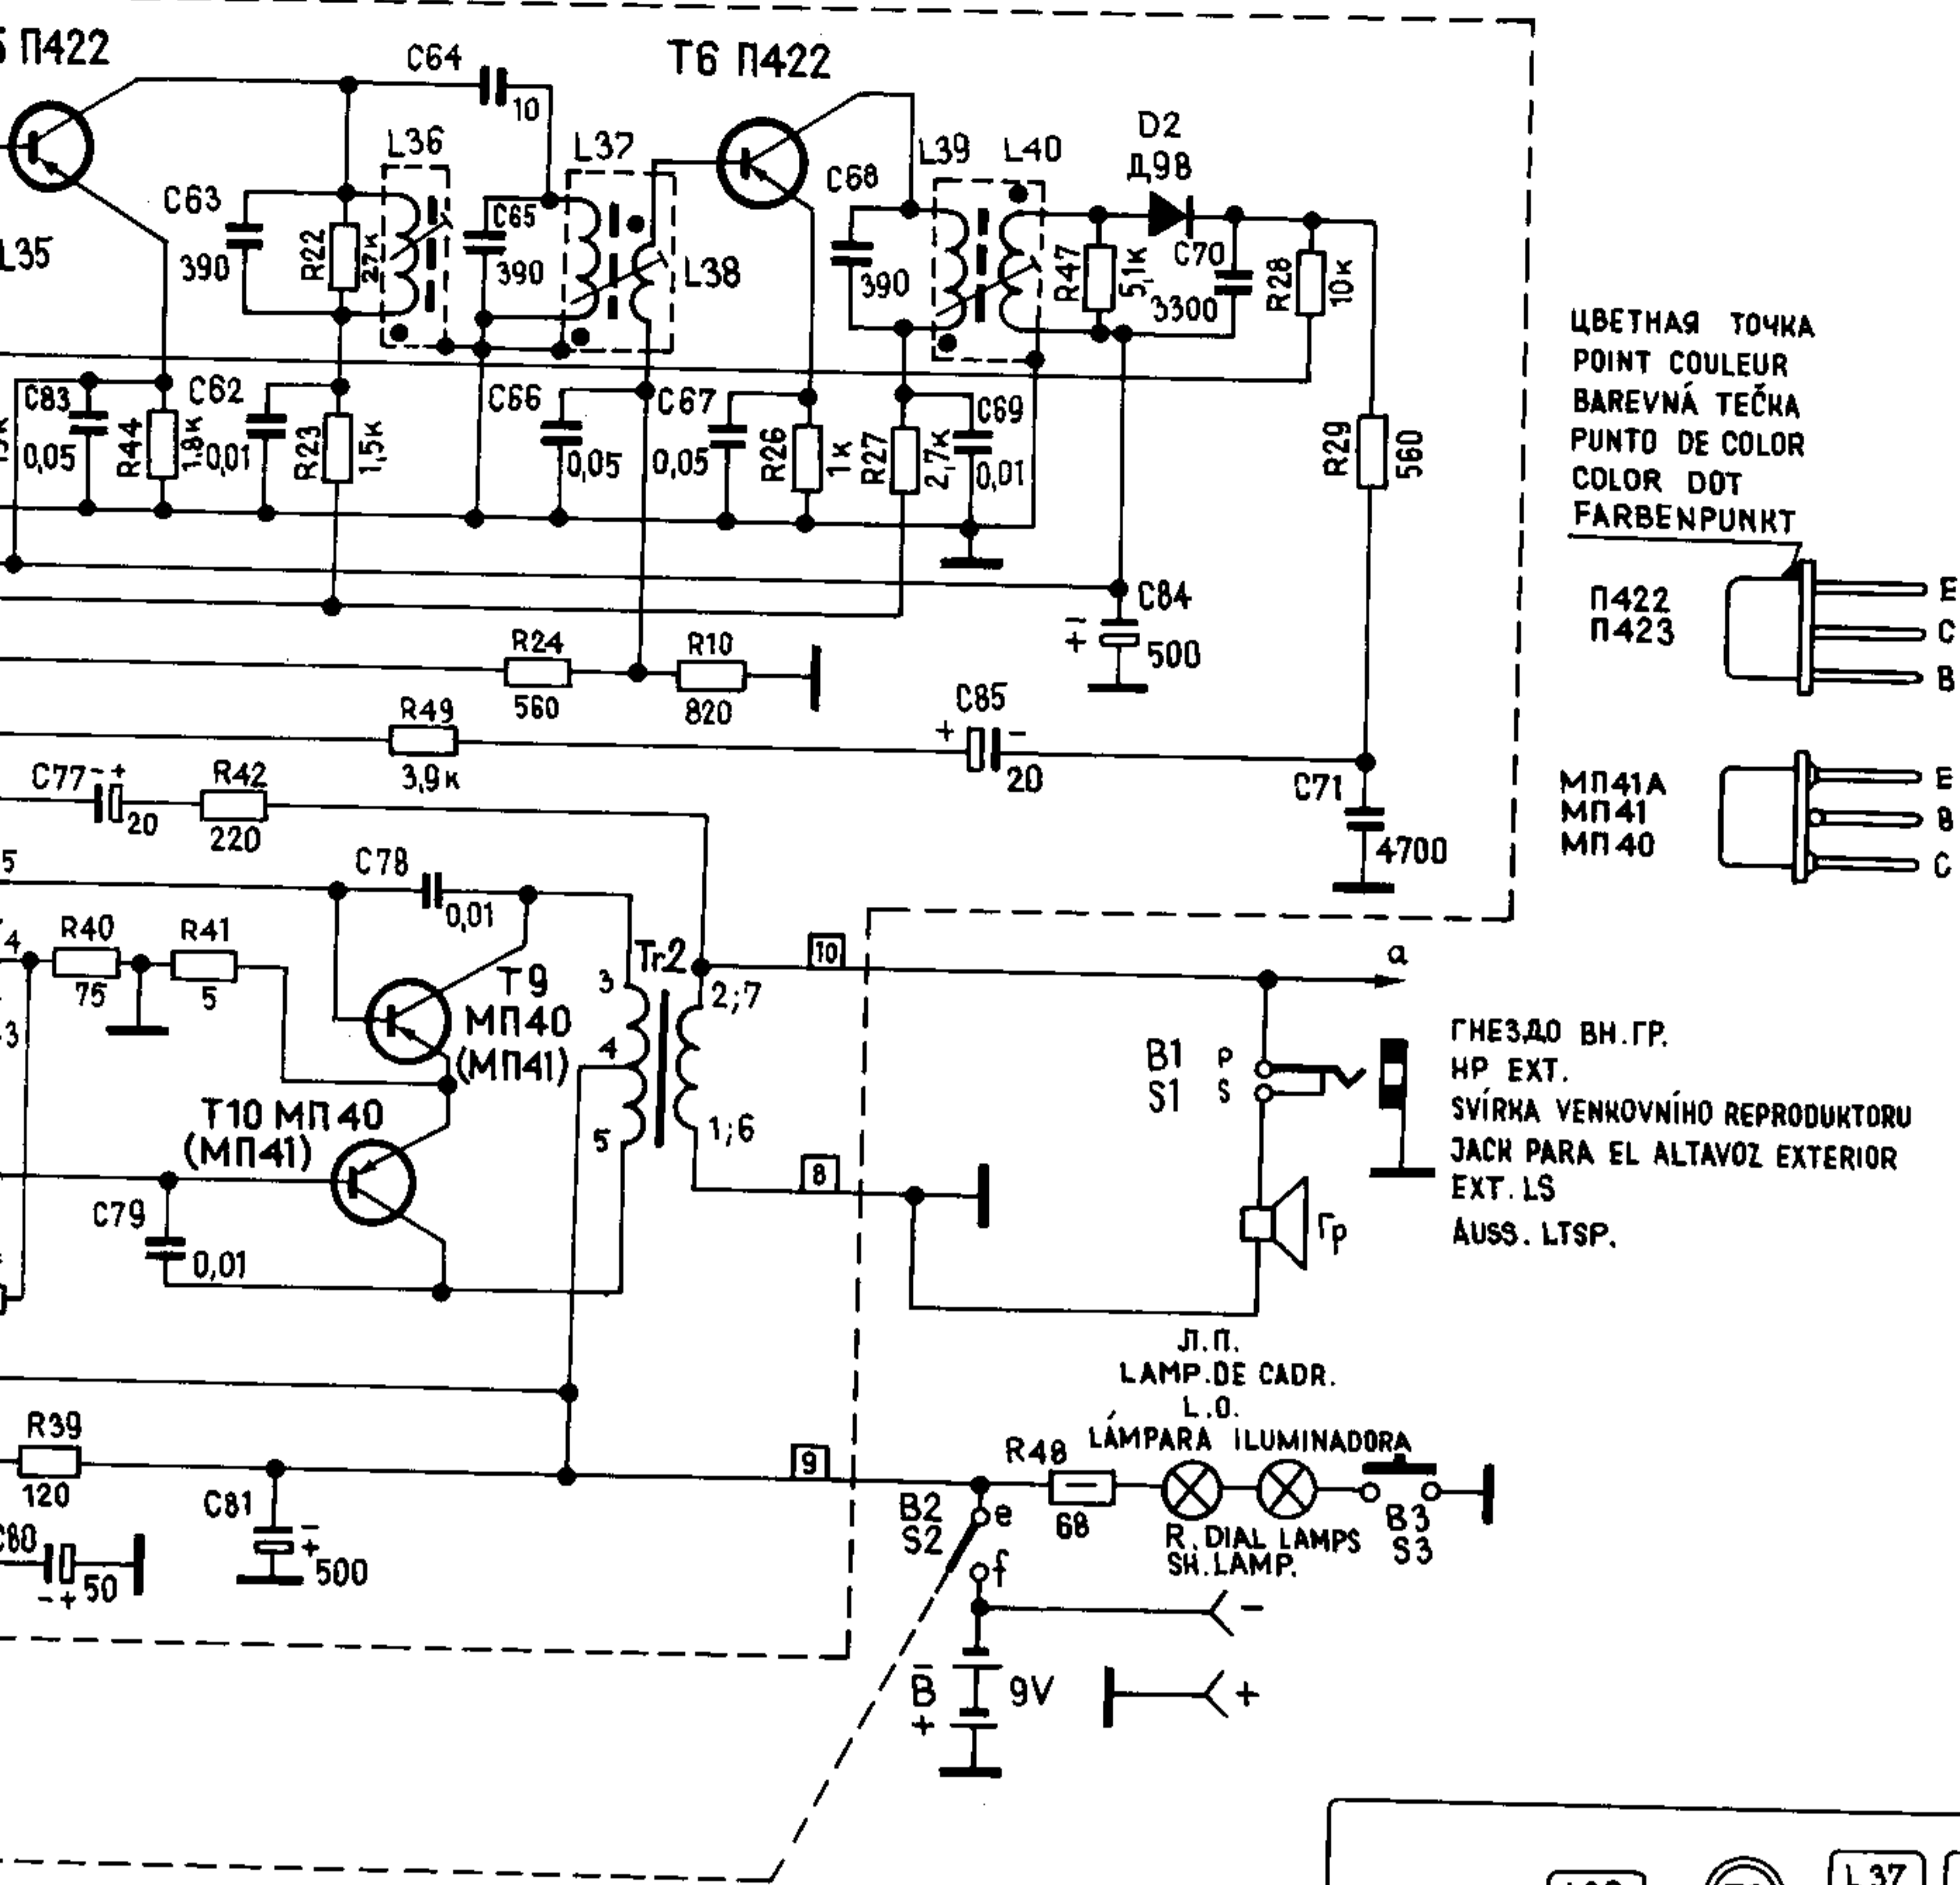 П422
C64
10
T6 П422
L36
L37
C63
390
R22
27к
C65
390
L38
L35
C68
390
L39
L40
D2
Д9В
R47
5,1к
C70
3300
R28
10к
ЦВЕТНАЯ ТОЧКА
POINT COULEUR
BAREVNÁ TEČKA
PUNTO DE COLOR
COLOR DOT
FARBENPUNKT
C83
0,05
R44
1,8к
C62
0,01
R23
1,5к
C66
0,05
C67
0,05
R26
1к
R27
2,7к
C69
0,01
R29
560
П422
П423
E
C
B
C84
- +
500
R24
560
R10
820
R49
3,9к
C85
+ -
20
C71
4700
МП41А
МП41
МП40
E
B
C
C77 - +
20
R42
220
5
C78
0,01
4
R40
75
R41
5
3
T9
МП40
(МП41)
Tr2
3
4
5
2;7
1;6
10
a
T10 МП40
(МП41)
C79
0,01
8
B1
S1
P
S
Гр
ГНЕЗДО ВН.ГР.
HP EXT.
SVÍRKA VENKOVNÍHO REPRODUKTORU
JACK PARA EL ALTAVOZ EXTERIOR
EXT. LS
AUSS. LTSP.
Л.П.
LAMP.DE CADR.
L.O.
LÁMPARA ILUMINADORA
R39
120
C81
- +
500
C80
- + 50
9
R48
68
B2
S2
e
f
R. DIAL LAMPS
SK.LAMP.
B3
S3
-
-
Б
+
9V
+
L37